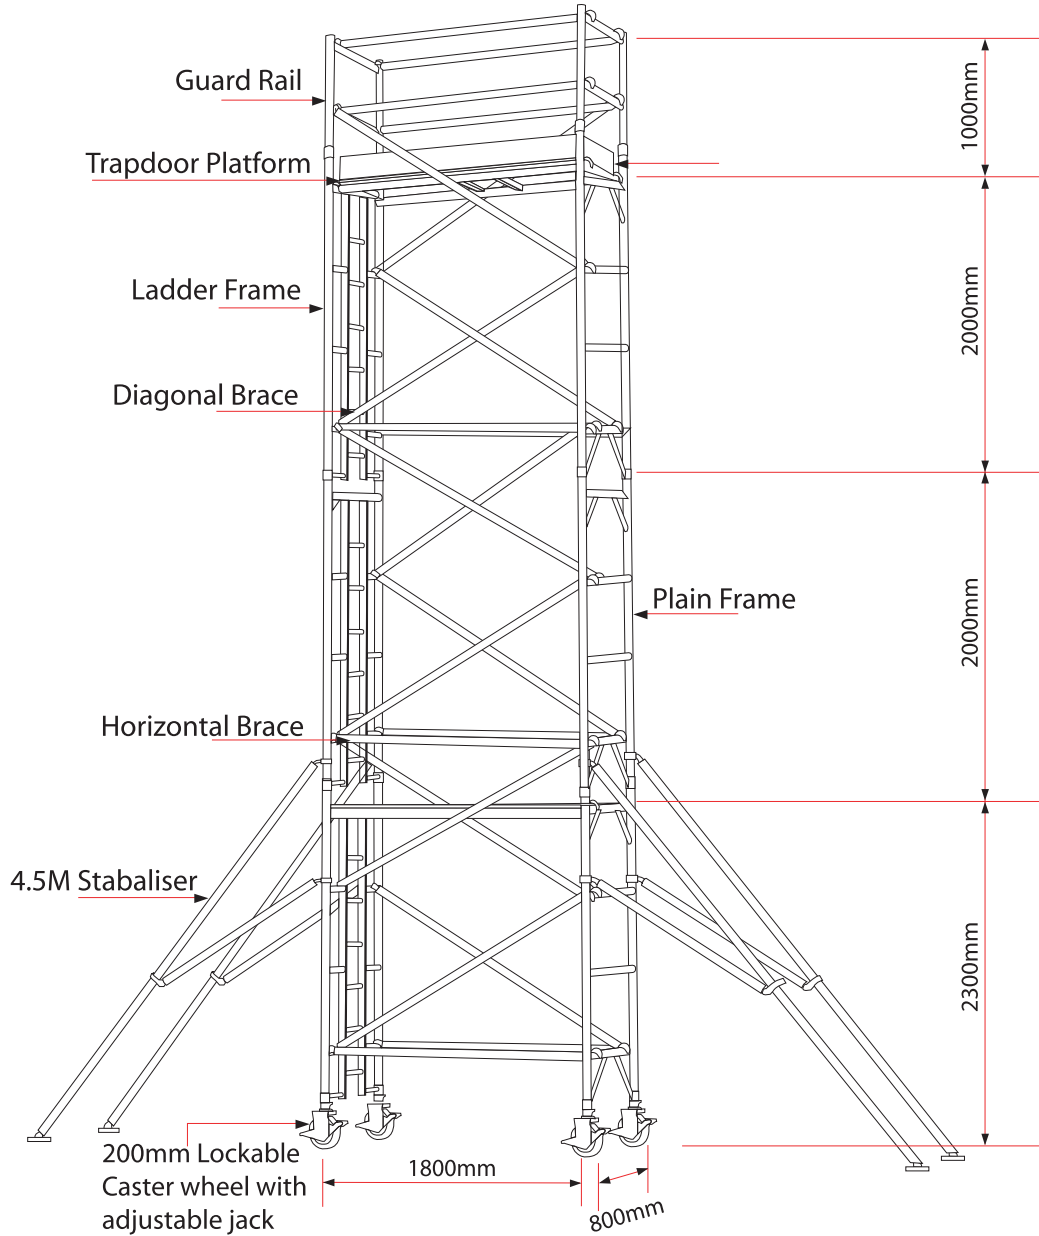 Guard Rail
1000mm
Trapdoor Platform
Ladder Frame
2000mm
Diagonal Brace
Plain Frame
2000mm
Horizontal Brace
4.5M Stabaliser
2300mm
200mm Lockable
Caster wheel with
adjustable jack
1800mm
800mm